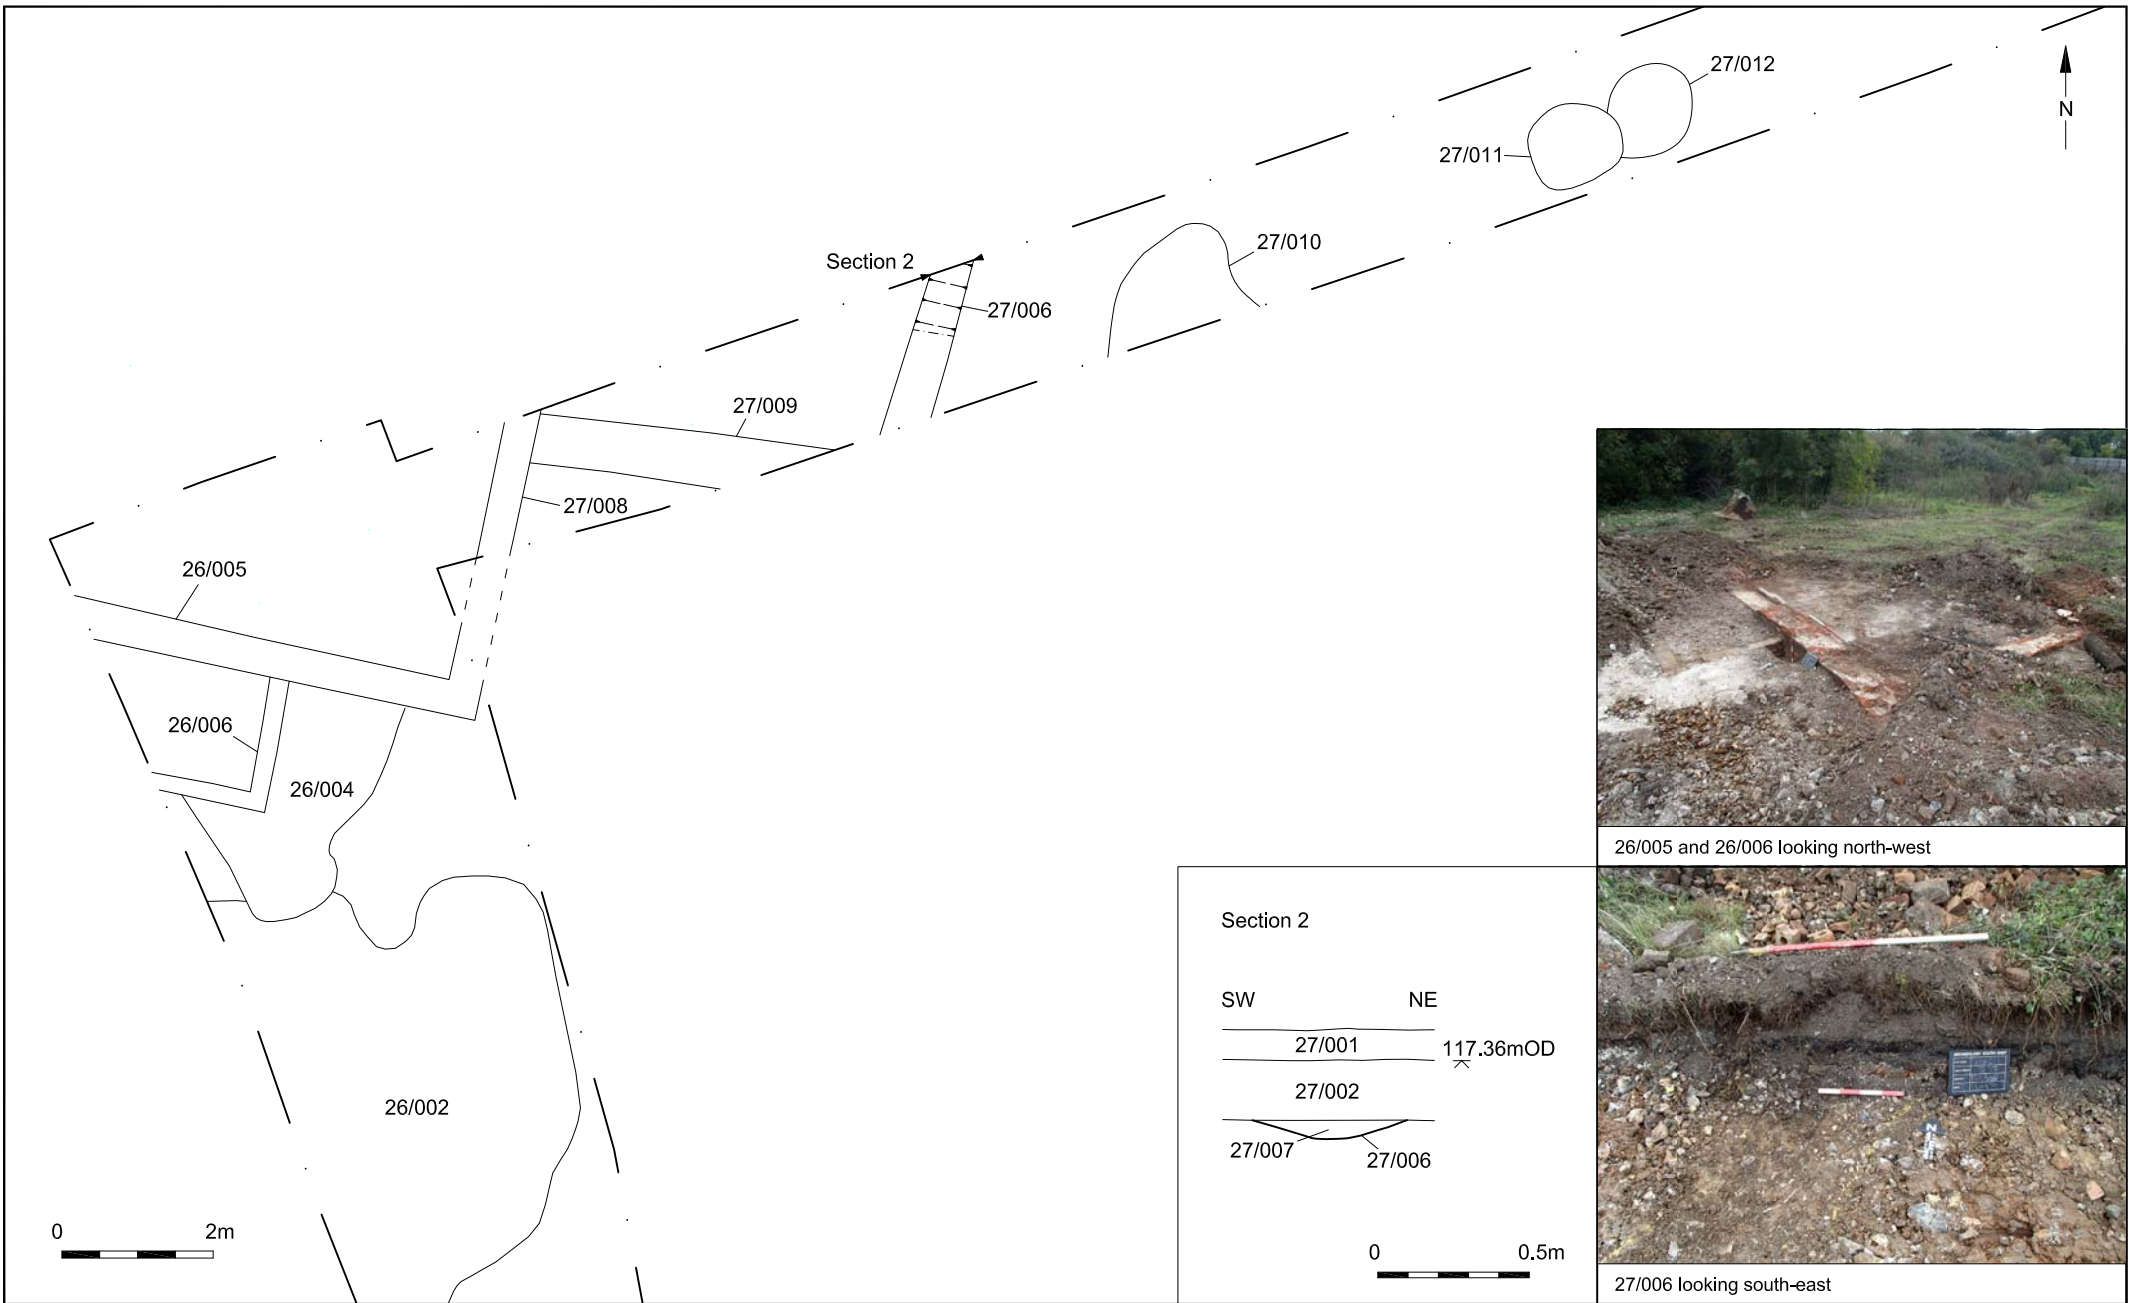 27/012
N
27/011
27/010
Section 2
27/006
27/009
27/008
26/005
26/006
26/004
26/002
0 2m
26/005 and 26/006 looking north-west
Section 2
SW NE
27/001
117.36mOD
27/002
27/007
27/006
0 0.5m
27/006 looking south-east